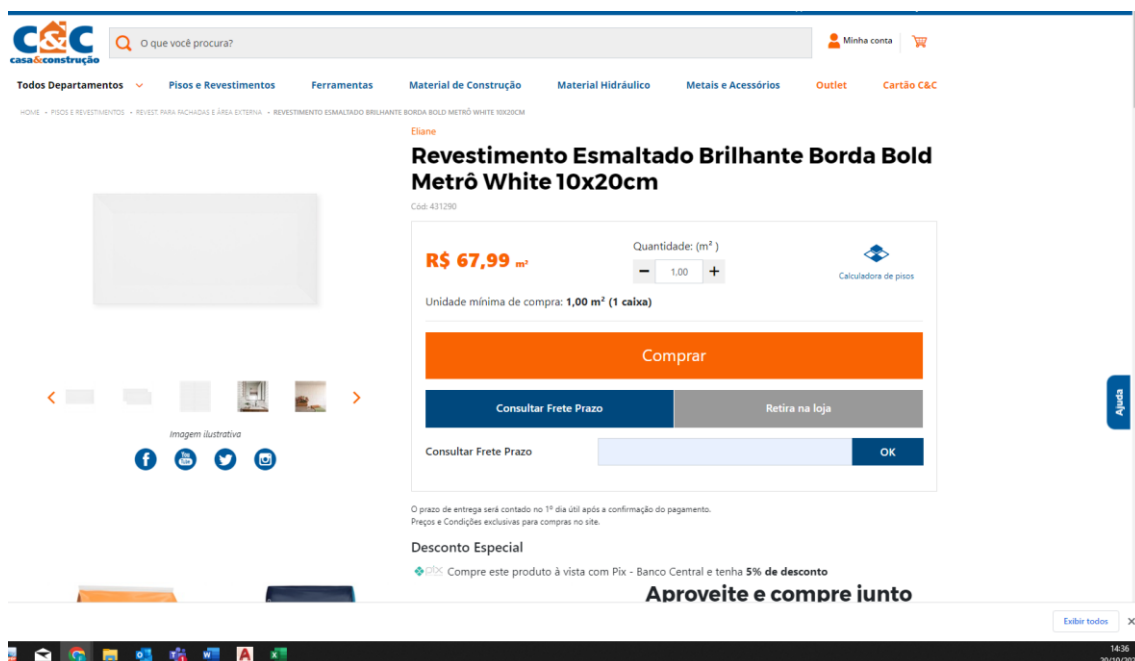 C&C
casa&construção
O que você procura?
Minha conta
Todos Departamentos
Pisos e Revestimentos
Ferramentas
Material de Construção
Material Hidráulico
Metais e Acessórios
Outlet
Cartão C&C
HOME • PISOS E REVESTIMENTOS • REVEST. PARA FACHADAS E ÁREA EXTERNA • REVESTIMENTO ESMALTADO BRILHANTE BORDA BOLD METRÔ WHITE 10X20CM
Eliane
Revestimento Esmaltado Brilhante Borda Bold
Metrô White 10x20cm
Cód: 431290
R$ 67,99 m²
Quantidade: (m² )
1.00
Calculadora de pisos
Unidade mínima de compra: 1,00 m² (1 caixa)
Comprar
Consultar Frete Prazo
Retira na loja
Consultar Frete Prazo
OK
Ajuda
Imagem ilustrativa
O prazo de entrega será contado no 1º dia útil após a confirmação do pagamento.
Preços e Condições exclusivas para compras no site.
Desconto Especial
pix Compre este produto à vista com Pix - Banco Central e tenha 5% de desconto
Aproveite e compre junto
Exibir todos
14:36